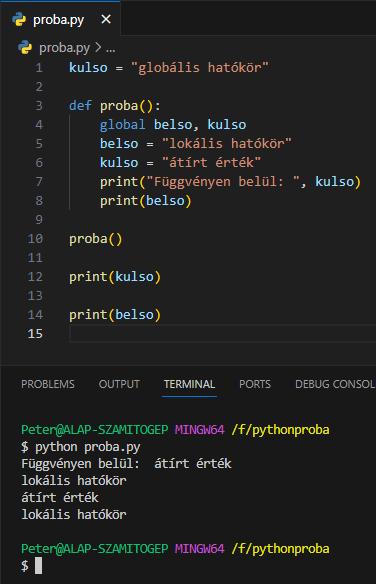 proba.py ×
proba.py > ...
1 kulso = "globális hatókör"
2
3 def proba():
4     global belso, kulso
5     belso = "lokális hatókör"
6     kulso = "átírt érték"
7     print("Függvényen belül: ", kulso)
8     print(belso)
9
10 proba()
11
12 print(kulso)
13
14 print(belso)
15
PROBLEMS OUTPUT TERMINAL PORTS DEBUG CONSOL
Peter@ALAP-SZAMITOGEP MINGW64 /f/pythonproba
$ python proba.py
Függvényen belül:  átírt érték
lokális hatókör
átírt érték
lokális hatókör
Peter@ALAP-SZAMITOGEP MINGW64 /f/pythonproba
$